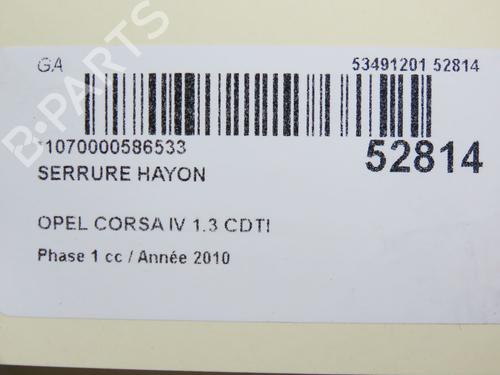 GA
53491201 52814
*1070000586533
52814
SERRURE HAYON
OPEL CORSA IV 1.3 CDTI
Phase 1 cc / Année 2010
B-PARTS